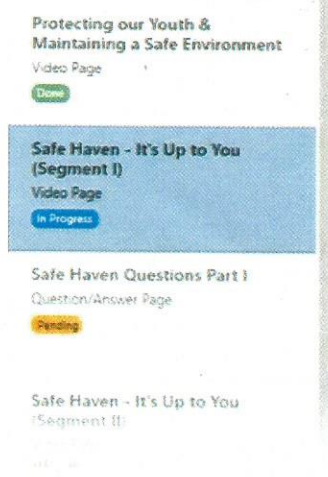 Protecting our Youth &
Maintaining a Safe Environment
Video Page
Done
Safe Haven - It's Up to You
(Segment I)
Video Page
In Progress
Safe Haven Questions Part I
Question/Answer Page
Pending
Safe Haven - It's Up to You
(Segment II)